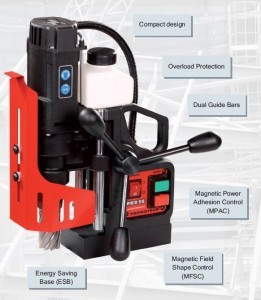 Compact design
Overload Protection
Dual Guide Bars
Magnetic Power
Adhesion Control
(MPAC)
Magnetic Field
Shape Control
(MFSC)
Energy Saving
Base (ESB)